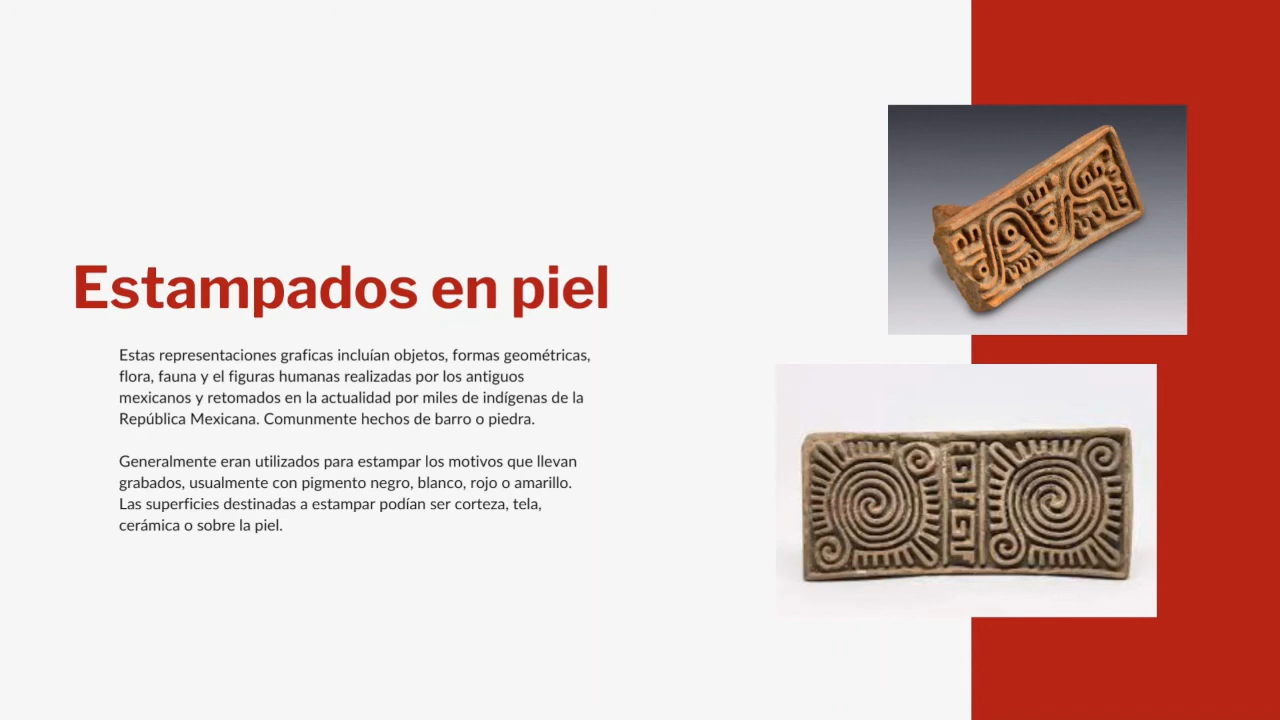 Estampados en piel
Estas representaciones graficas incluían objetos, formas geométricas,
flora, fauna y el figuras humanas realizadas por los antiguos
mexicanos y retomados en la actualidad por miles de indígenas de la
República Mexicana. Comunmente hechos de barro o piedra.
Generalmente eran utilizados para estampar los motivos que llevan
grabados, usualmente con pigmento negro, blanco, rojo o amarillo.
Las superficies destinadas a estampar podían ser corteza, tela,
cerámica o sobre la piel.